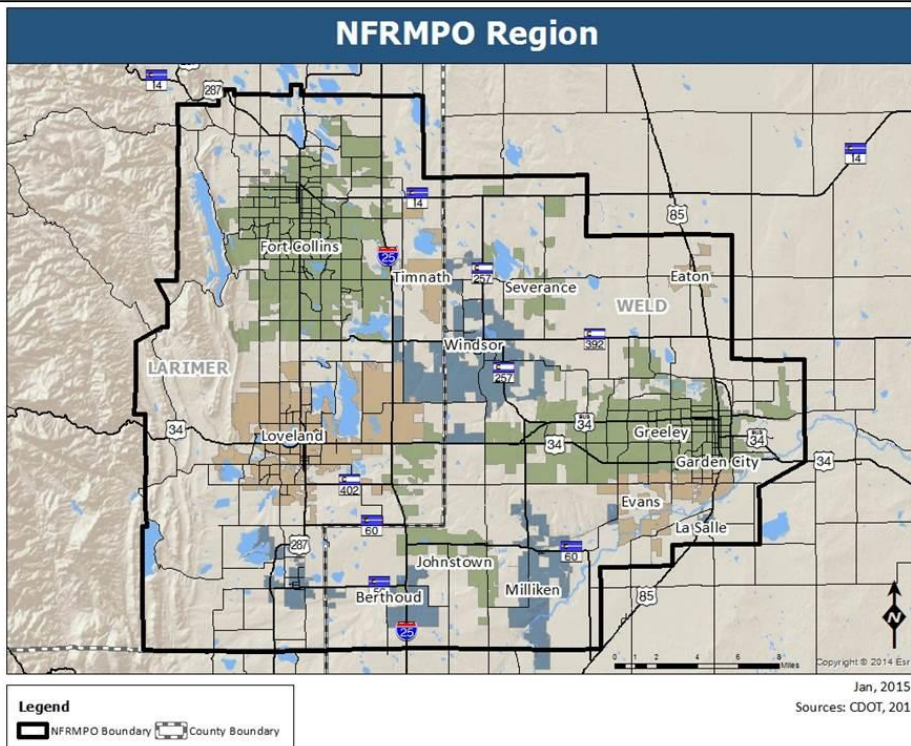 NFRMPO Region
14
287
14
85
14
Fort Collins
25
Timnath
257
Severance
Eaton
WELD
392
Windsor
257
LARIMER
34
Loveland
BUS
34
34
Greeley
BUS
34
34
Garden City
402
Evans
60
La Salle
287
Johnstown
60
Milliken
Berthoud
85
25
N
0 1 2 4 6 8
Miles
Copyright © 2014 Esr
Jan, 2015
Sources: CDOT, 201
Legend
NFRMPO Boundary County Boundary